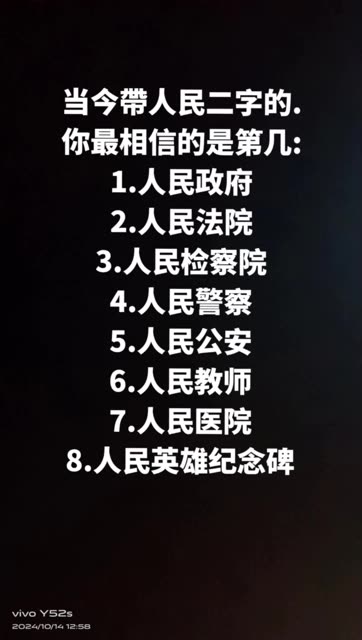 当今帶人民二字的.
你最相信的是第几:
1.人民政府
2.人民法院
3.人民检察院
4.人民警察
5.人民公安
6.人民教师
7.人民医院
8.人民英雄纪念碑
vivo Y52s
2024/10/14 12:58